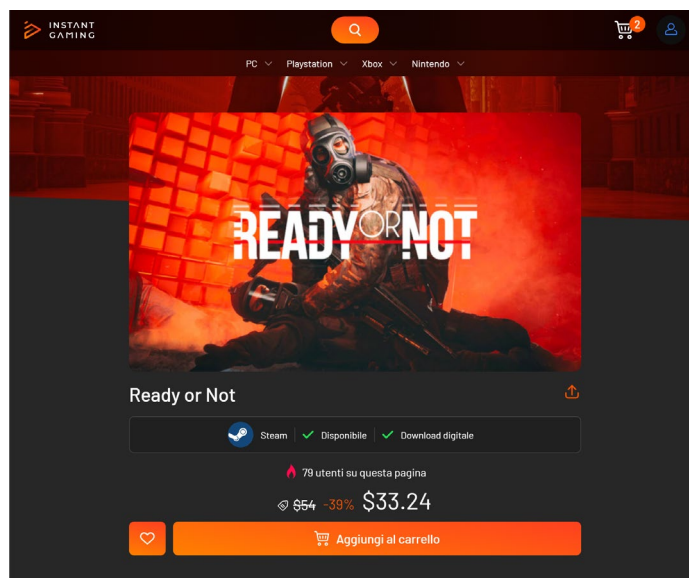 INSTANT
GAMING
2
PC Playstation Xbox Nintendo
READY OR NOT
Ready or Not
Steam Disponibile Download digitale
79 utenti su questa pagina
$54 -39% $33.24
Aggiungi al carrello